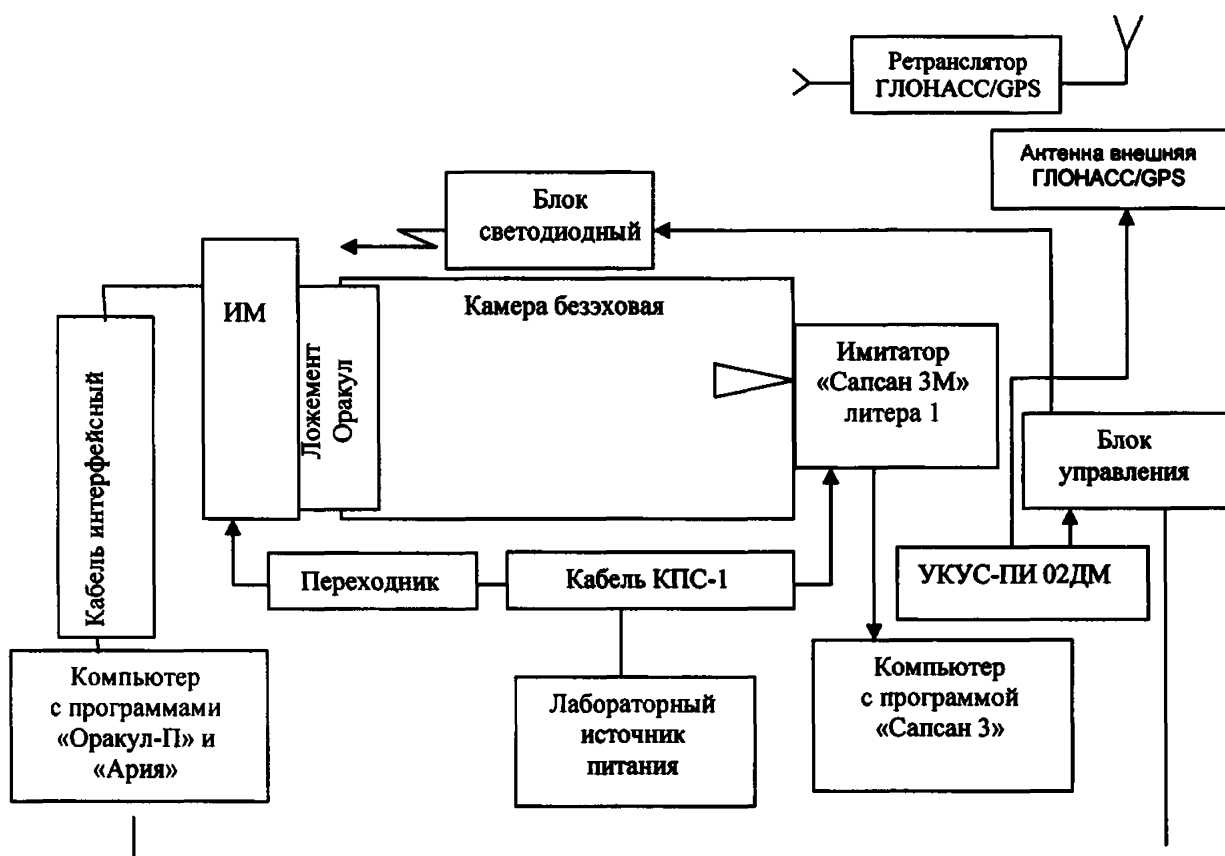 Ретранслятор
ГЛОНАСС/GPS
Антенна внешняя
ГЛОНАСС/GPS
Блок
светодиодный
ИМ
Ложемент
Оракул
Камера безэховая
Имитатор
«Сапсан 3М»
литера 1
Блок
управления
Кабель интерфейсный
Переходник
Кабель КПС-1
УКУС-ПИ 02ДМ
Компьютер
с программами
«Оракул-П» и
«Ария»
Лабораторный
источник
питания
Компьютер
с программой
«Сапсан 3»